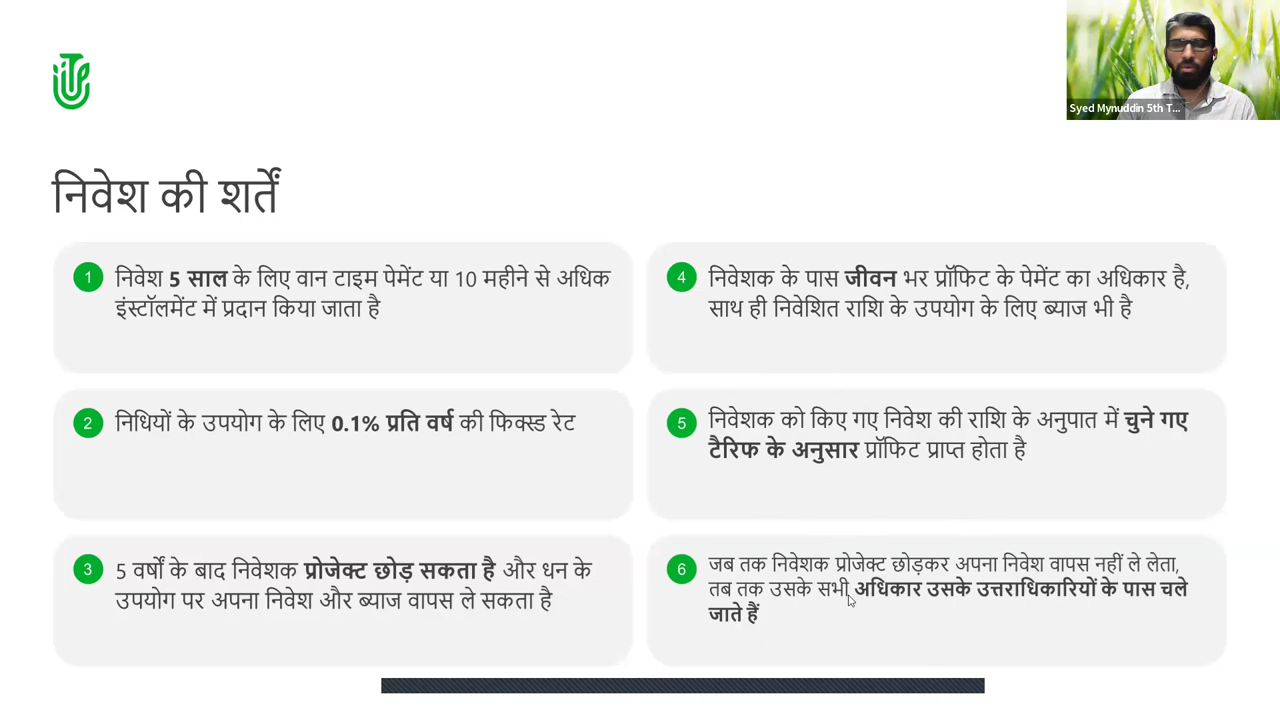 Syed Mynuddin 5th T...
निवेश की शर्तें
1
निवेश 5 साल के लिए वान टाइम पेमेंट या 10 महीने से अधिक
इंस्टॉलमेंट में प्रदान किया जाता है
2
निधियों के उपयोग के लिए 0.1% प्रति वर्ष की फिक्स्ड रेट
3
5 वर्षों के बाद निवेशक प्रोजेक्ट छोड़ सकता है और धन के
उपयोग पर अपना निवेश और ब्याज वापस ले सकता है
4
निवेशक के पास जीवन भर प्रॉफिट के पेमेंट का अधिकार है,
साथ ही निवेशित राशि के उपयोग के लिए ब्याज भी है
5
निवेशक को किए गए निवेश की राशि के अनुपात में चुने गए
टैरिफ के अनुसार प्रॉफिट प्राप्त होता है
6
जब तक निवेशक प्रोजेक्ट छोड़कर अपना निवेश वापस नहीं ले लेता,
तब तक उसके सभी अधिकार उसके उत्तराधिकारियों के पास चले
जाते हैं